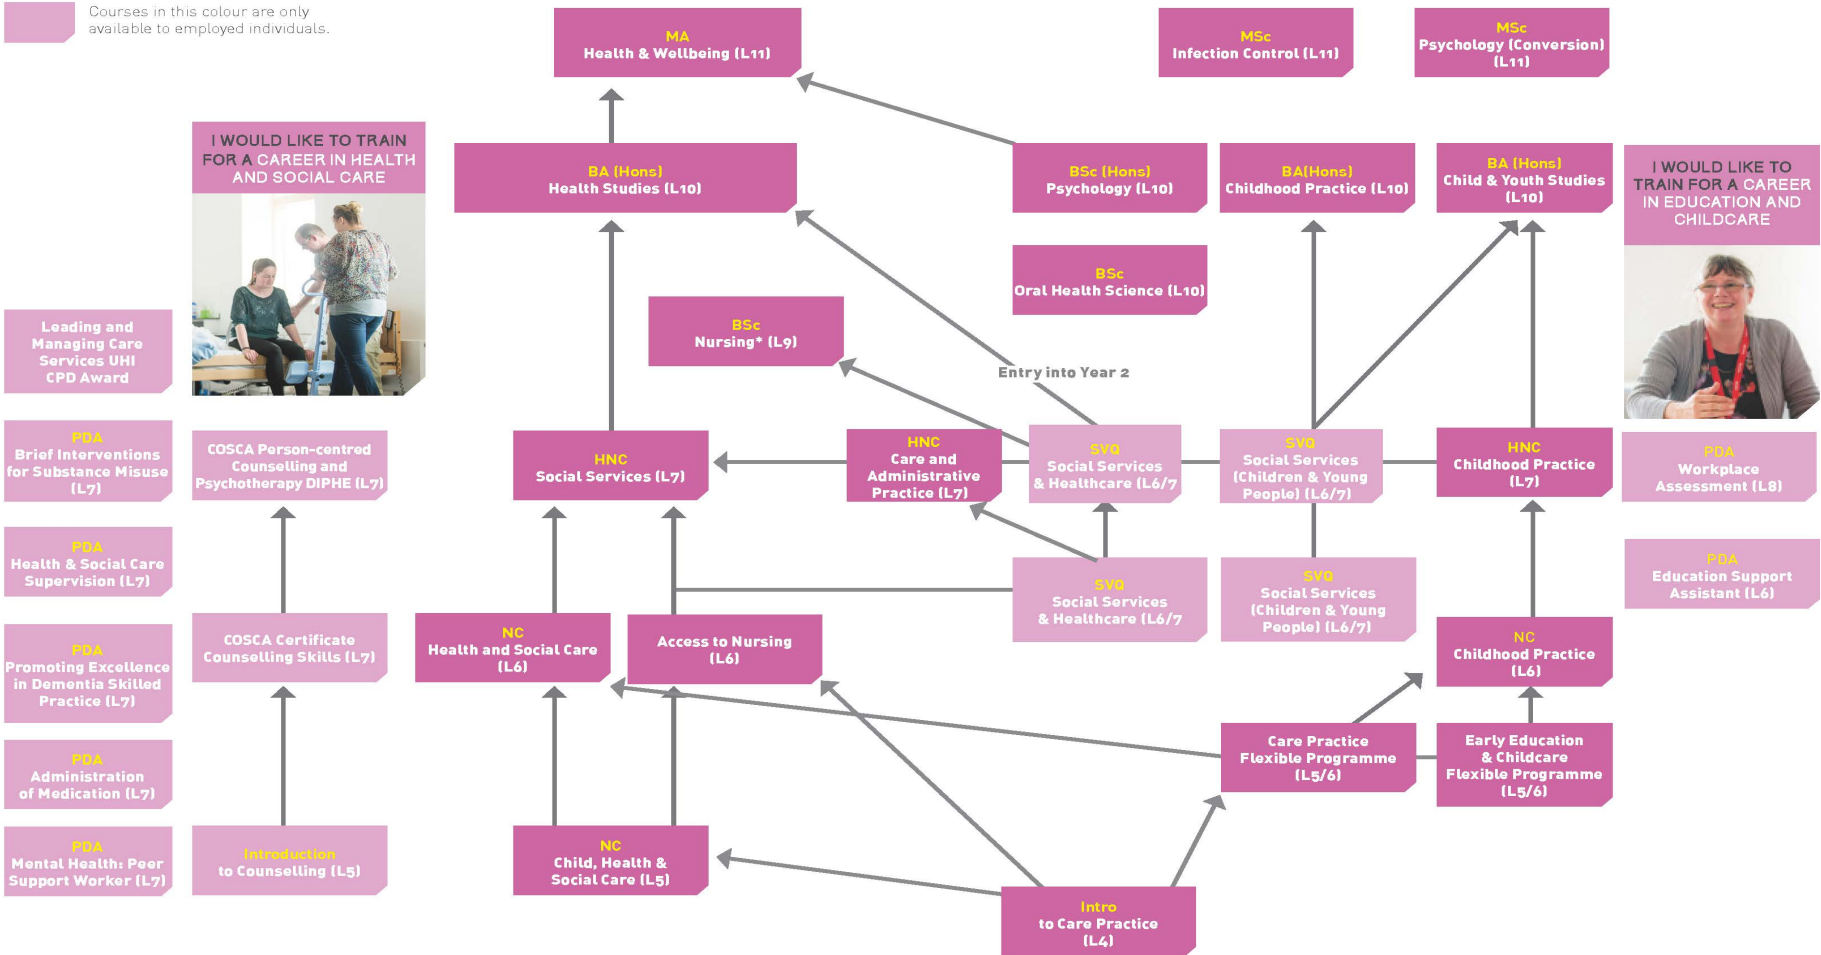 Courses in this colour are only
available to employed individuals.
MA
Health & Wellbeing (L11)
MSc
Infection Control (L11)
MSc
Psychology (Conversion)
(L11)
I WOULD LIKE TO TRAIN
FOR A CAREER IN HEALTH
AND SOCIAL CARE
BA (Hons)
Health Studies (L10)
BSc (Hons)
Psychology (L10)
BA(Hons)
Childhood Practice (L10)
BA (Hons)
Child & Youth Studies
(L10)
I WOULD LIKE TO
TRAIN FOR A CAREER
IN EDUCATION AND
CHILDCARE
BSc
Oral Health Science (L10)
BSc
Nursing* (L9)
Entry into Year 2
Leading and
Managing Care
Services UHI
CPD Award
PDA
Brief Interventions
for Substance Misuse
(L7)
COSCA Person-centred
Counselling and
Psychotherapy DIPHE (L7)
HNC
Social Services (L7)
HNC
Care and
Administrative
Practice (L7)
SVQ
Social Services
& Healthcare (L6/7
SVQ
Social Services
(Children & Young
People) (L6/7)
HNC
Childhood Practice
(L7)
PDA
Workplace
Assessment (L8)
PDA
Health & Social Care
Supervision (L7)
SVQ
Social Services
& Healthcare (L6/7
SVQ
Social Services
(Children & Young
People) (L6/7)
PDA
Education Support
Assistant (L6)
PDA
Promoting Excellence
in Dementia Skilled
Practice (L7)
COSCA Certificate
Counselling Skills (L7)
NC
Health and Social Care
(L6)
Access to Nursing
(L6)
NC
Childhood Practice
(L6)
PDA
Administration
of Medication (L7)
Care Practice
Flexible Programme
(L5/6)
Early Education
& Childcare
Flexible Programme
(L5/6)
PDA
Mental Health: Peer
Support Worker (L7)
Introduction
to Counselling (L5)
NC
Child, Health &
Social Care (L5)
Intro
to Care Practice
(L4)